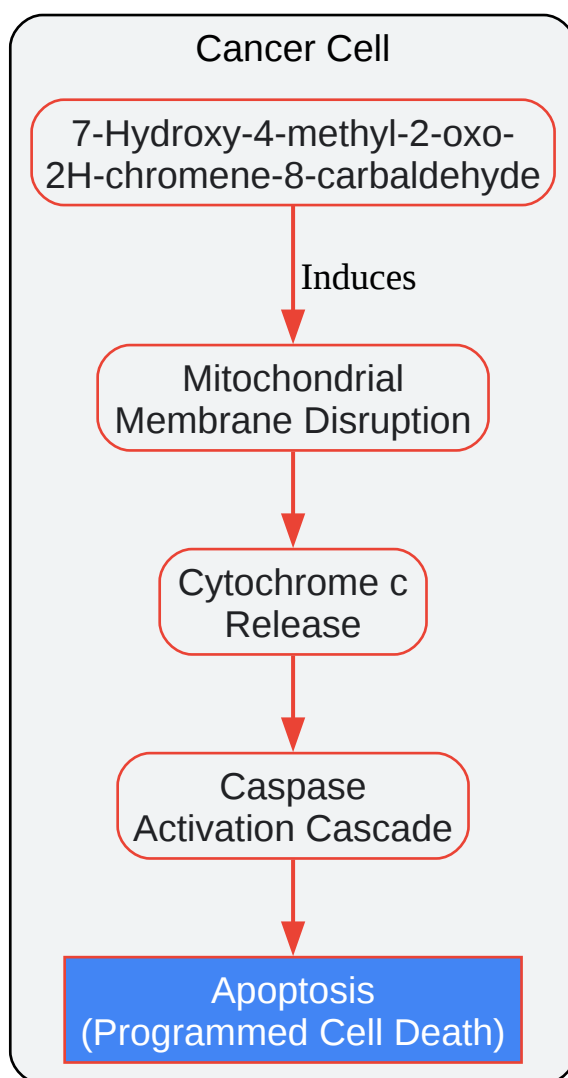 Cancer Cell
7-Hydroxy-4-methyl-2-oxo-
2H-chromene-8-carbaldehyde
Induces
Mitochondrial
Membrane Disruption
Cytochrome c
Release
Caspase
Activation Cascade
Apoptosis
(Programmed Cell Death)